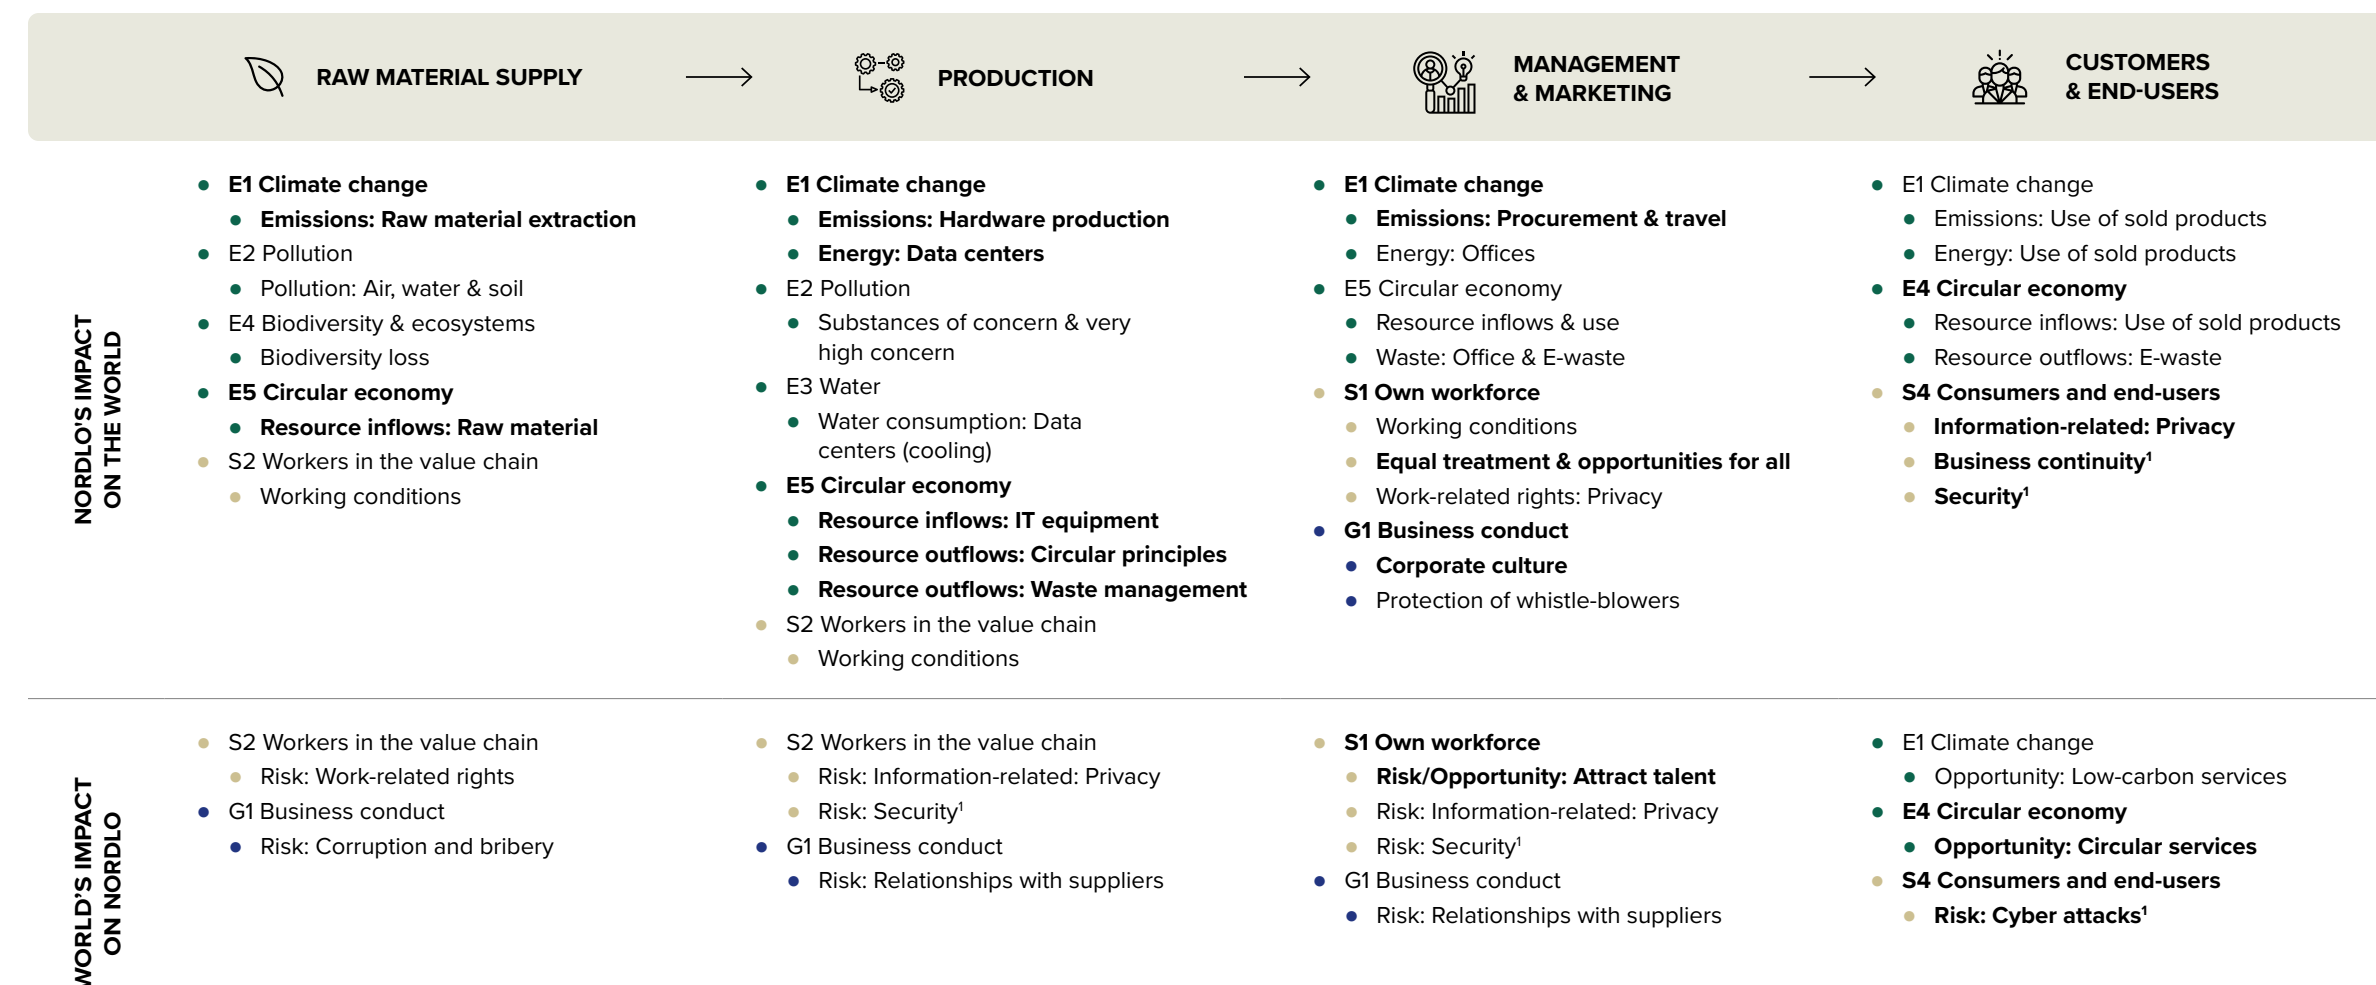 RAW MATERIAL SUPPLY
PRODUCTION
MANAGEMENT
& MARKETING
CUSTOMERS
& END-USERS
NORDLO'S IMPACT
ON THE WORLD
E1 Climate change
Emissions: Raw material extraction
E2 Pollution
Pollution: Air, water & soil
E4 Biodiversity & ecosystems
Biodiversity loss
E5 Circular economy
Resource inflows: Raw material
S2 Workers in the value chain
Working conditions
E1 Climate change
Emissions: Hardware production
Energy: Data centers
E2 Pollution
Substances of concern & very
high concern
E3 Water
Water consumption: Data
centers (cooling)
E5 Circular economy
Resource inflows: IT equipment
Resource outflows: Circular principles
Resource outflows: Waste management
S2 Workers in the value chain
Working conditions
E1 Climate change
Emissions: Procurement & travel
Energy: Offices
E5 Circular economy
Resource inflows & use
Waste: Office & E-waste
S1 Own workforce
Working conditions
Equal treatment & opportunities for all
Work-related rights: Privacy
G1 Business conduct
Corporate culture
Protection of whistle-blowers
E1 Climate change
Emissions: Use of sold products
Energy: Use of sold products
E4 Circular economy
Resource inflows: Use of sold products
Resource outflows: E-waste
S4 Consumers and end-users
Information-related: Privacy
Business continuity¹
Security¹
WORLD'S IMPACT
ON NORDLO
S2 Workers in the value chain
Risk: Work-related rights
G1 Business conduct
Risk: Corruption and bribery
S2 Workers in the value chain
Risk: Information-related: Privacy
Risk: Security¹
G1 Business conduct
Risk: Relationships with suppliers
S1 Own workforce
Risk/Opportunity: Attract talent
Risk: Information-related: Privacy
Risk: Security¹
G1 Business conduct
Risk: Relationships with suppliers
E1 Climate change
Opportunity: Low-carbon services
E4 Circular economy
Opportunity: Circular services
S4 Consumers and end-users
Risk: Cyber attacks¹